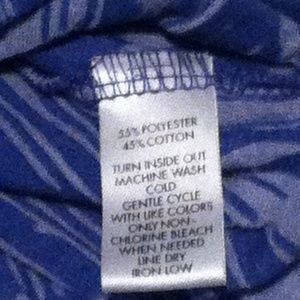 55% POLYESTER
45% COTTON
TURN INSIDE OUT
MACHINE WASH
COLD
GENTLE CYCLE
WITH LIKE COLORS
ONLY NON-
CHLORINE BLEACH
WHEN NEEDED
LINE DRY
IRON LOW